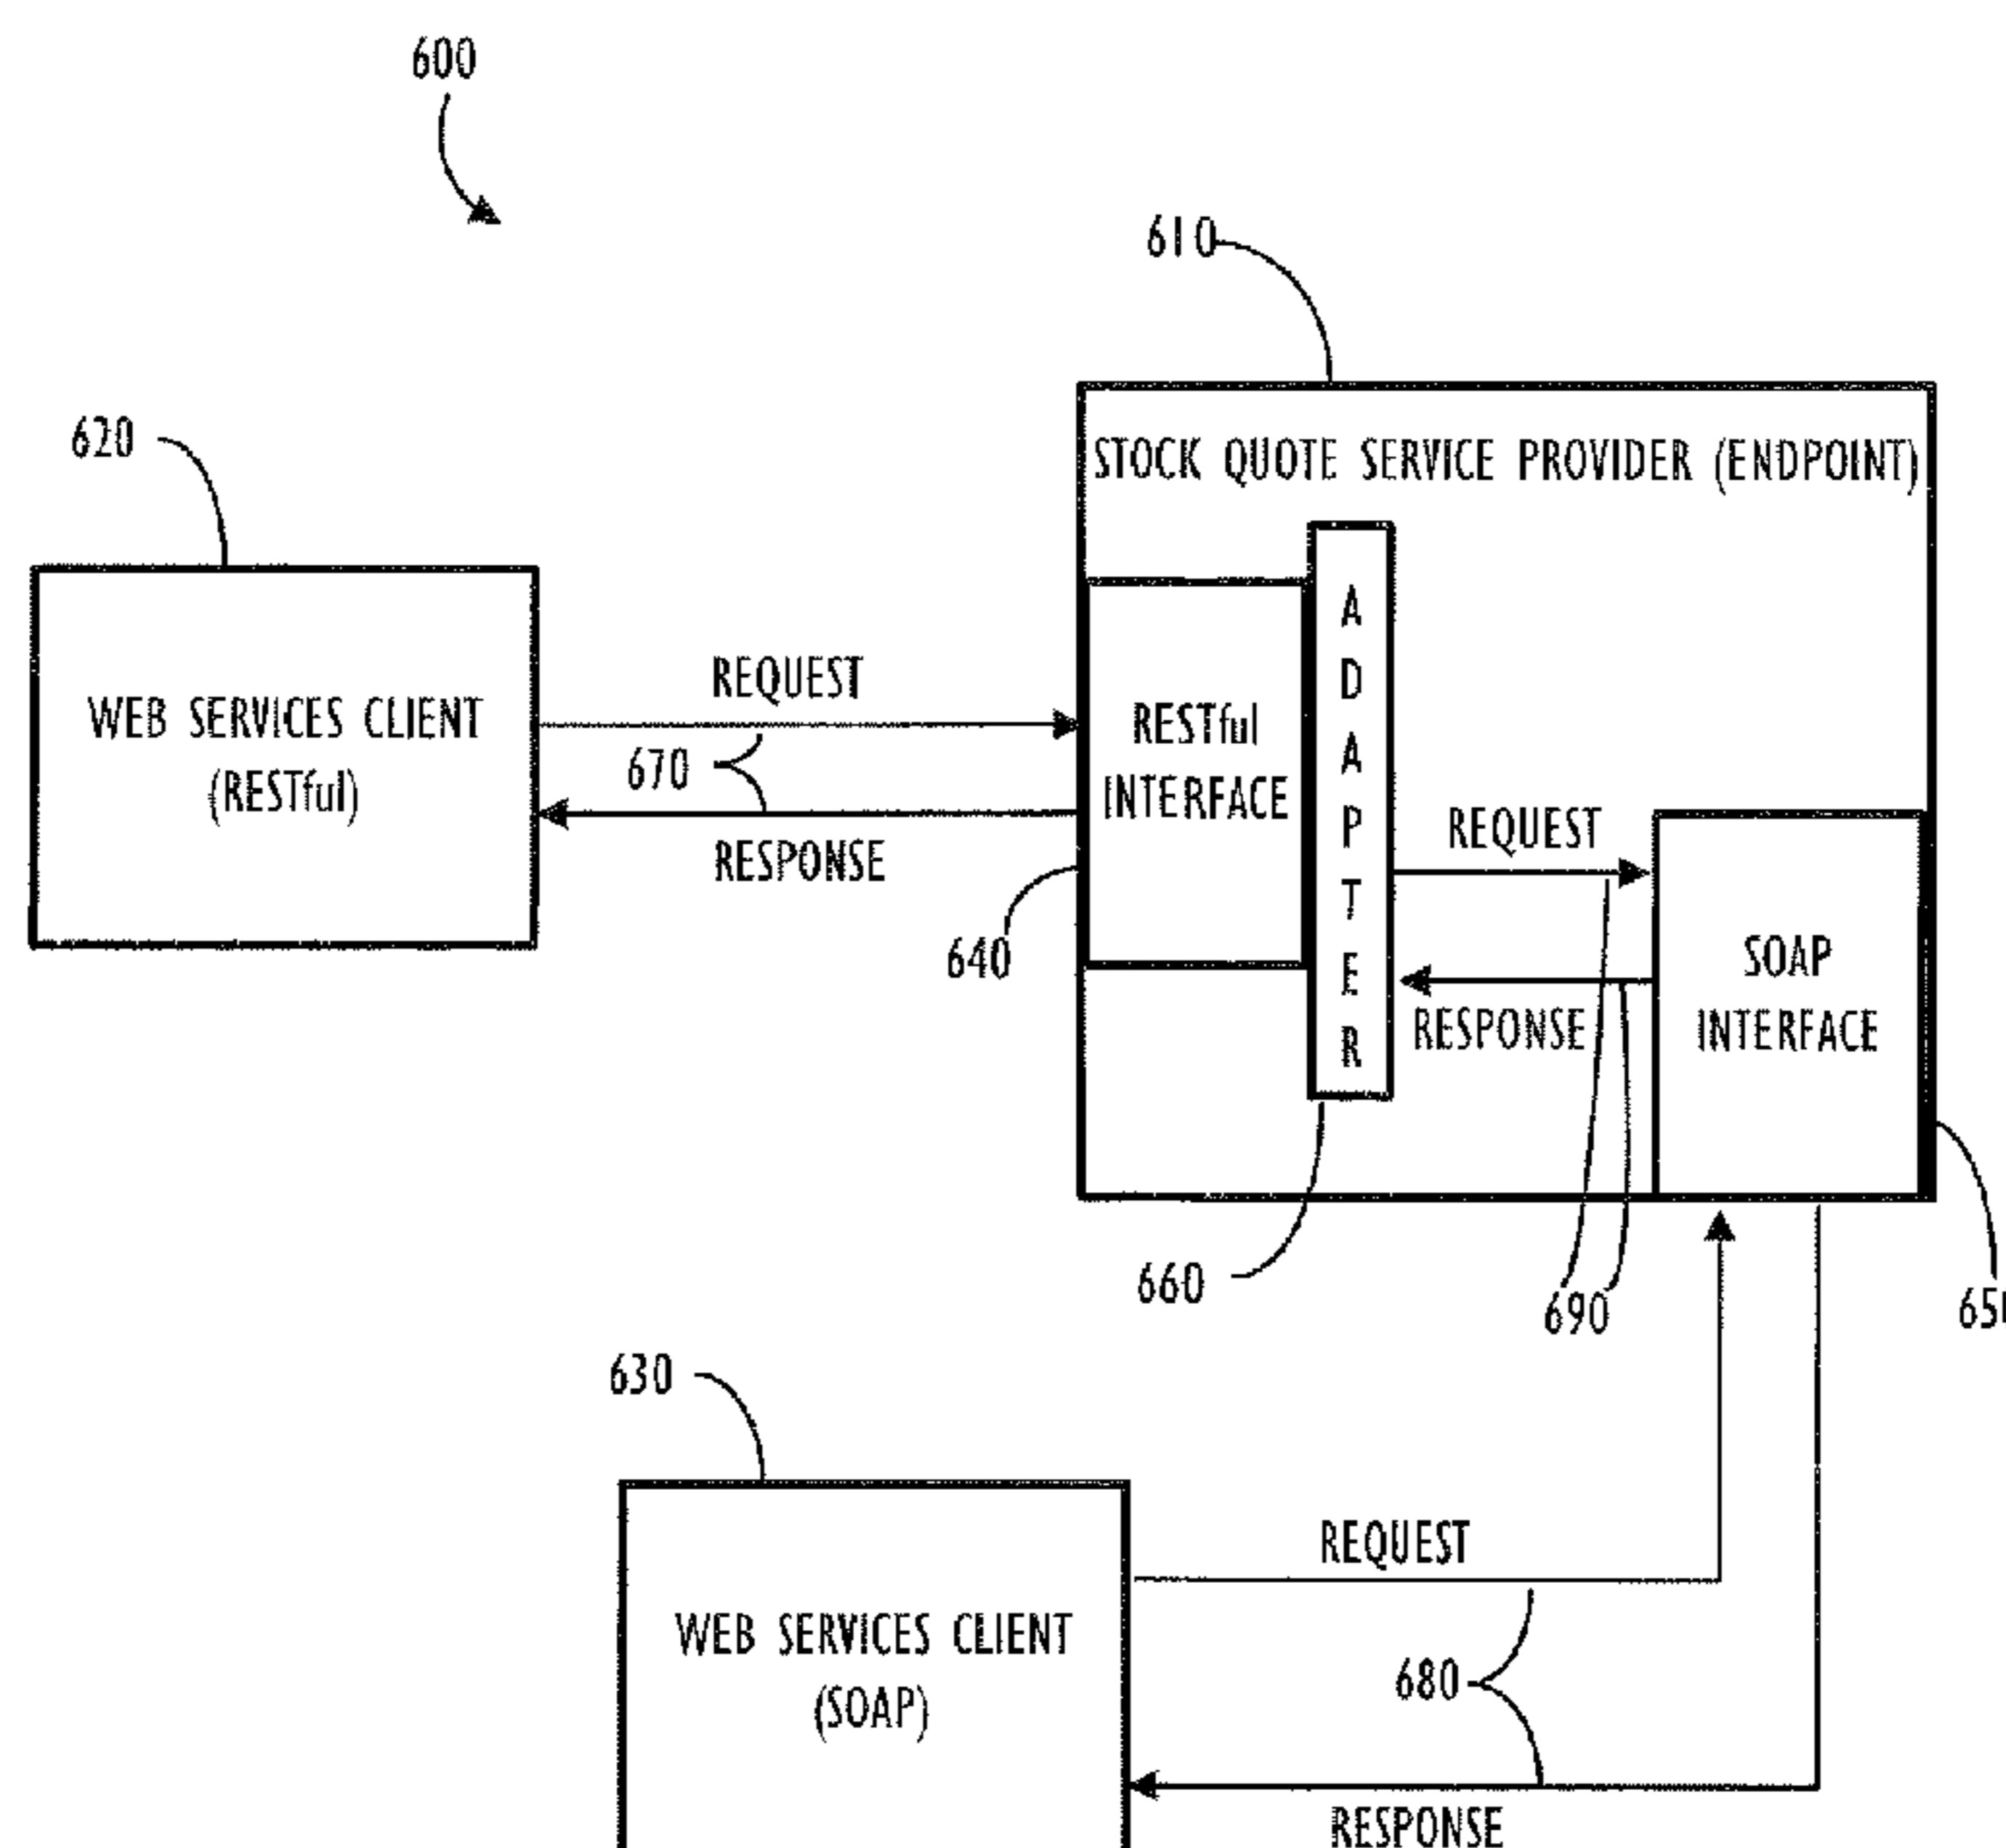 600
610
620
STOCK QUOTE SERVICE PROVIDER (ENDPOINT)
WEB SERVICES CLIENT
(RESTful)
REQUEST
670
RESPONSE
RESTful
INTERFACE
640
ADAPTER
REQUEST
RESPONSE
SOAP
INTERFACE
660
690
630
WEB SERVICES CLIENT
(SOAP)
REQUEST
680
RESPONSE